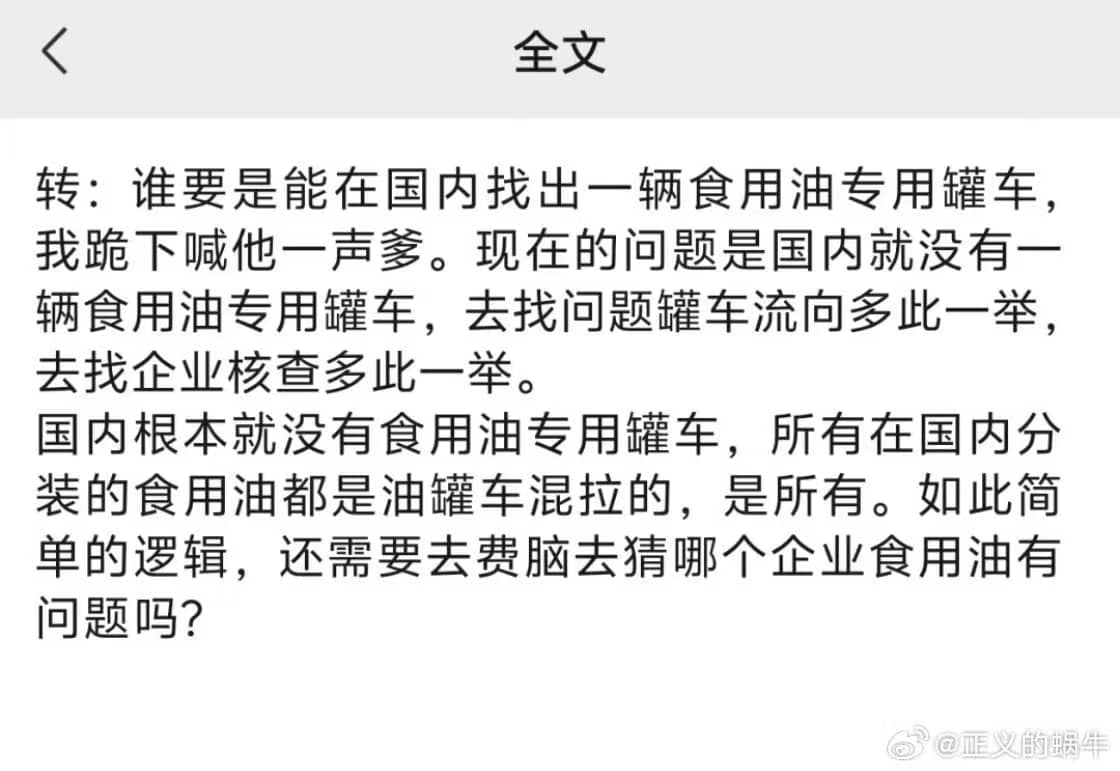 全文
转：谁要是能在国内找出一辆食用油专用罐车，
我跪下喊他一声爹。现在的问题是国内就没有一
辆食用油专用罐车，去找问题罐车流向多此一举，
去找企业核查多此一举。
国内根本就没有食用油专用罐车，所有在国内分
装的食用油都是油罐车混拉的，是所有。如此简
单的逻辑，还需要去费脑去猜哪个企业食用油有
问题吗？
@正义的蜗牛